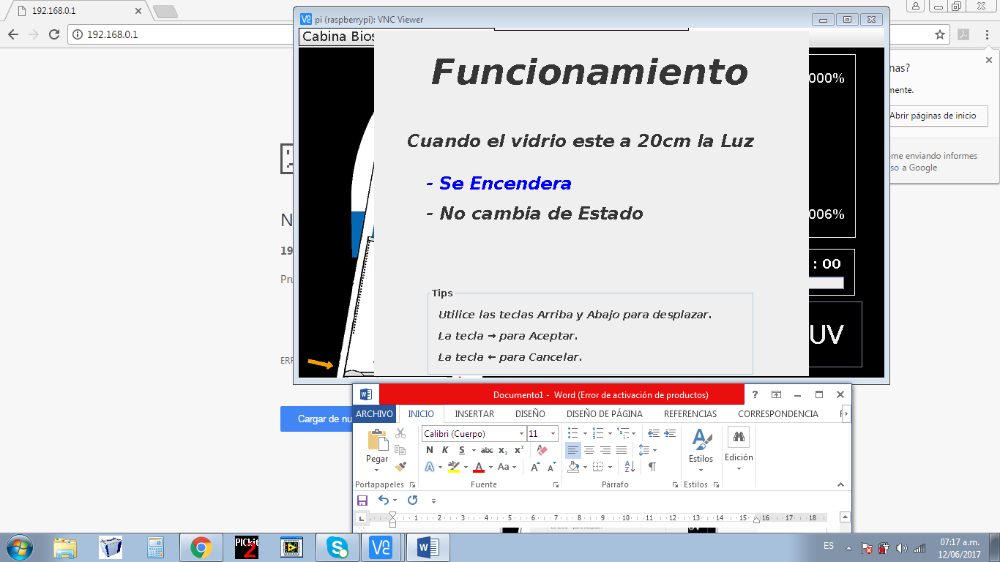 192.168.0.1
pi (raspberrypi): VNC Viewer
192.168.0.1
Cabina Bios
Funcionamiento
000%
nas?
mente.
Abrir páginas de inicio
Cuando el vidrio este a 20cm la Luz
ome enviando informes
so a Google
- Se Encendera
- No cambia de Estado
006%
N
19
: 00
Pru
Tips
Utilice las teclas Arriba y Abajo para desplazar.
La tecla → para Aceptar.
La tecla ← para Cancelar.
UV
ERR
Documento1 - Word (Error de activación de productos)
ARCHIVO INICIO INSERTAR DISEÑO DISEÑO DE PÁGINA REFERENCIAS CORRESPONDENCIA
Cargar de nu
Calibri (Cuerpo) 11
Pegar
N K S abc x₂ x²
Estilos
Edición
A ab A Aa A A
Portapapeles Fuente Párrafo Estilos
1 2 3 4 5 6 7 8 9 10 11 12 13 14 15 16 17 18
UV
PICkit 2
ES
07:17 a.m.
12/06/2017